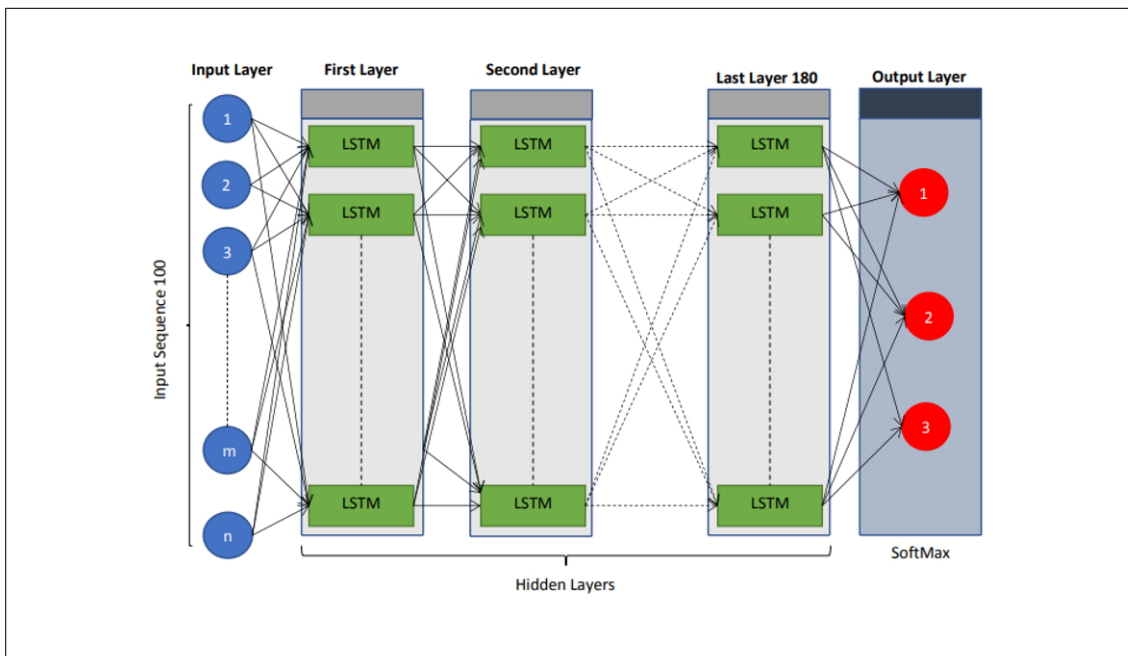 Input Layer
First Layer
Second Layer
Last Layer 180
Output Layer
Input Sequence 100
1
2
3
m
n
LSTM
LSTM
LSTM
LSTM
LSTM
LSTM
LSTM
LSTM
LSTM
1
2
3
SoftMax
Hidden Layers